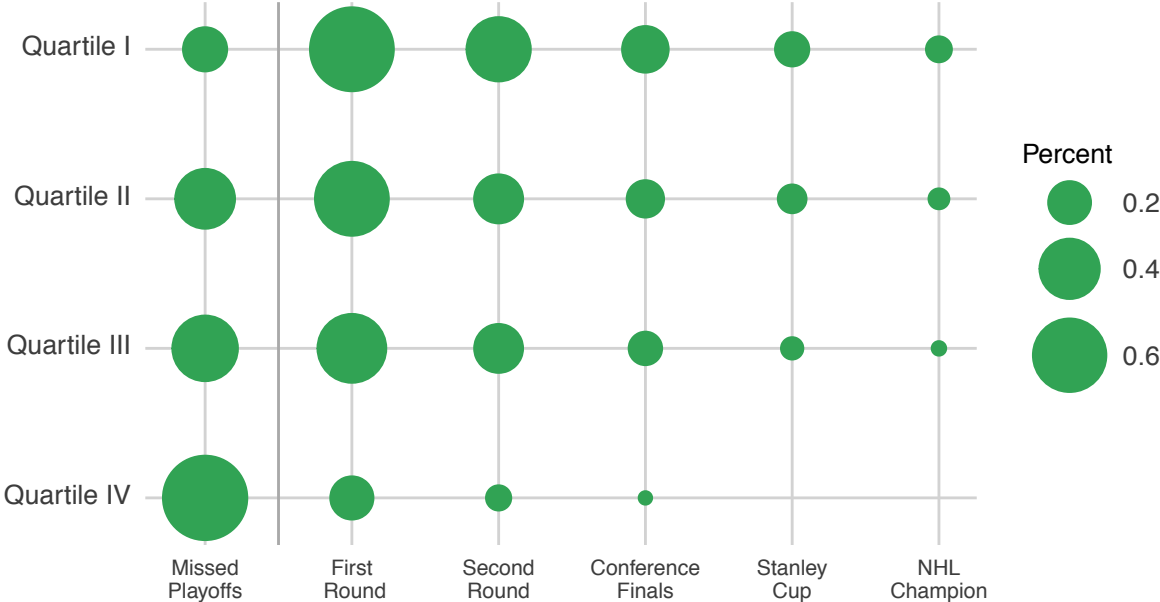 Quartile I
Quartile II
Quartile III
Quartile IV
Missed
Playoffs
First
Round
Second
Round
Conference
Finals
Stanley
Cup
NHL
Champion
Percent
0.2
0.4
0.6